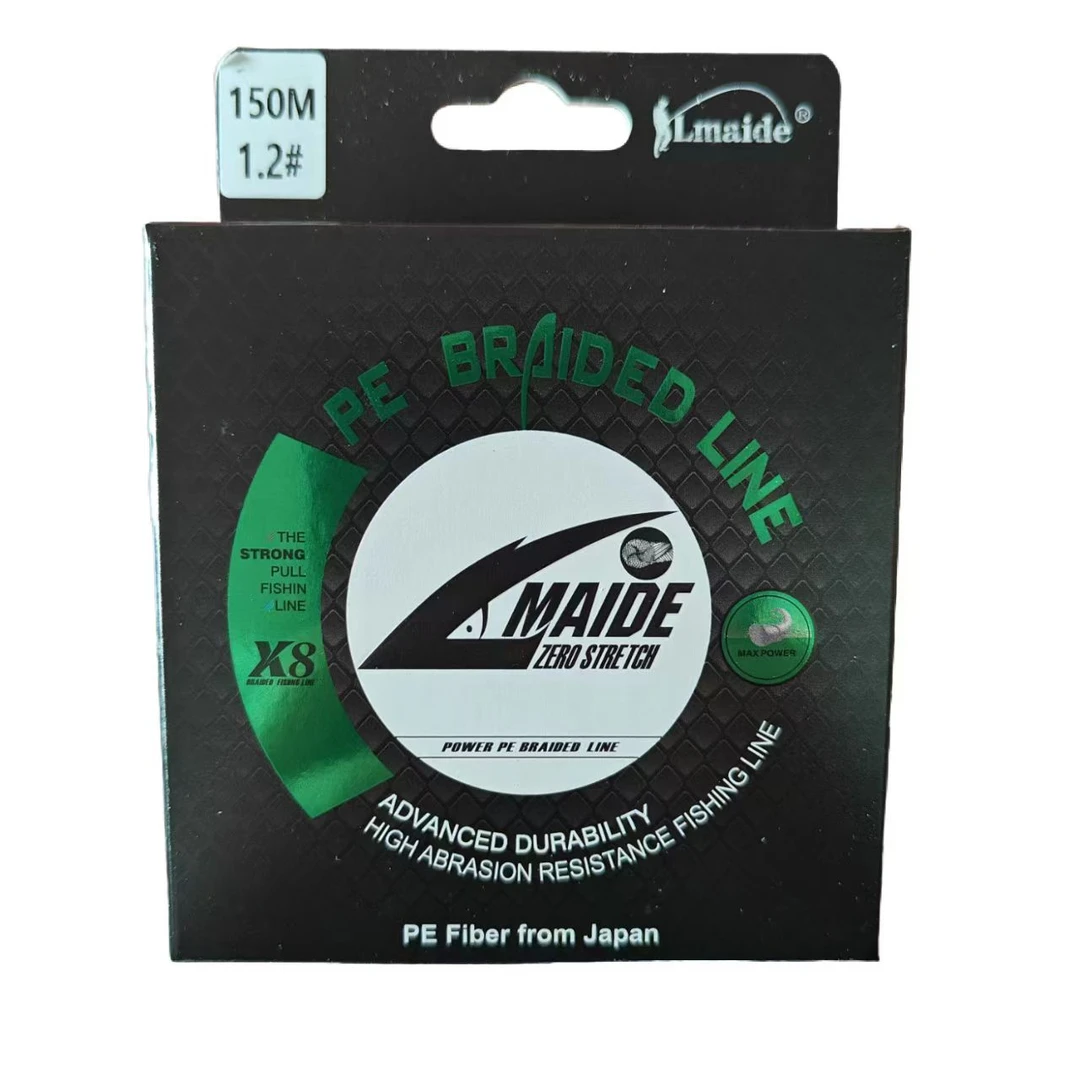 150M
1.2#
Lmaide®
PE BRAIDED LINE
THE
STRONG
PULL
FISHIN
LINE
X8
BRAIDED FISHING LINE
MAIDE
ZERO STRETCH
POWER PE BRAIDED LINE
MAX POWER
ADVANCED DURABILITY
HIGH ABRASION RESISTANCE FISHING LINE
PE Fiber from Japan